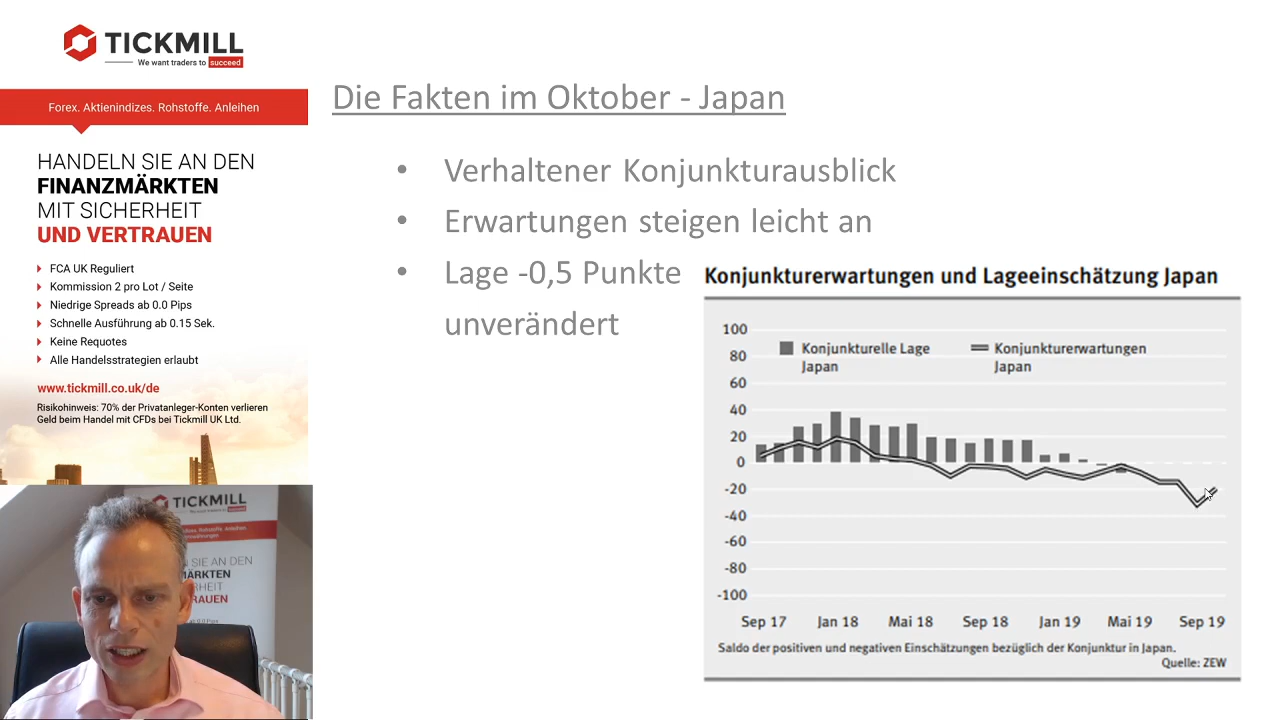 TICKMILL
We want traders to succeed
Forex. Aktienindizes. Rohstoffe. Anleihen
HANDELN SIE AN DEN
FINANZMÄRKTEN
MIT SICHERHEIT
UND VERTRAUEN
FCA UK Reguliert
Kommission 2 pro Lot / Seite
Niedrige Spreads ab 0.0 Pips
Schnelle Ausführung ab 0.15 Sek.
Keine Requotes
Alle Handelsstrategien erlaubt
www.tickmill.co.uk/de
Risikohinweis: 70% der Privatanleger-Konten verlieren
Geld beim Handel mit CFDs bei Tickmill UK Ltd.
TICKMILL
SIE AN DEN
MÄRKTEN
HEIT
RAUEN
Die Fakten im Oktober - Japan
• Verhaltener Konjunkturausblick
• Erwartungen steigen leicht an
• Lage -0,5 Punkte
unverändert
Konjunkturerwartungen und Lageeinschätzung Japan
Konjunkturelle Lage
Japan
Konjunkturerwartungen
Japan
100
80
60
40
20
0
-20
-40
-60
-80
-100
Sep 17 Jan 18 Mai 18 Sep 18 Jan 19 Mai 19 Sep 19
Saldo der positiven und negativen Einschätzungen bezüglich der Konjunktur in Japan.
Quelle: ZEW